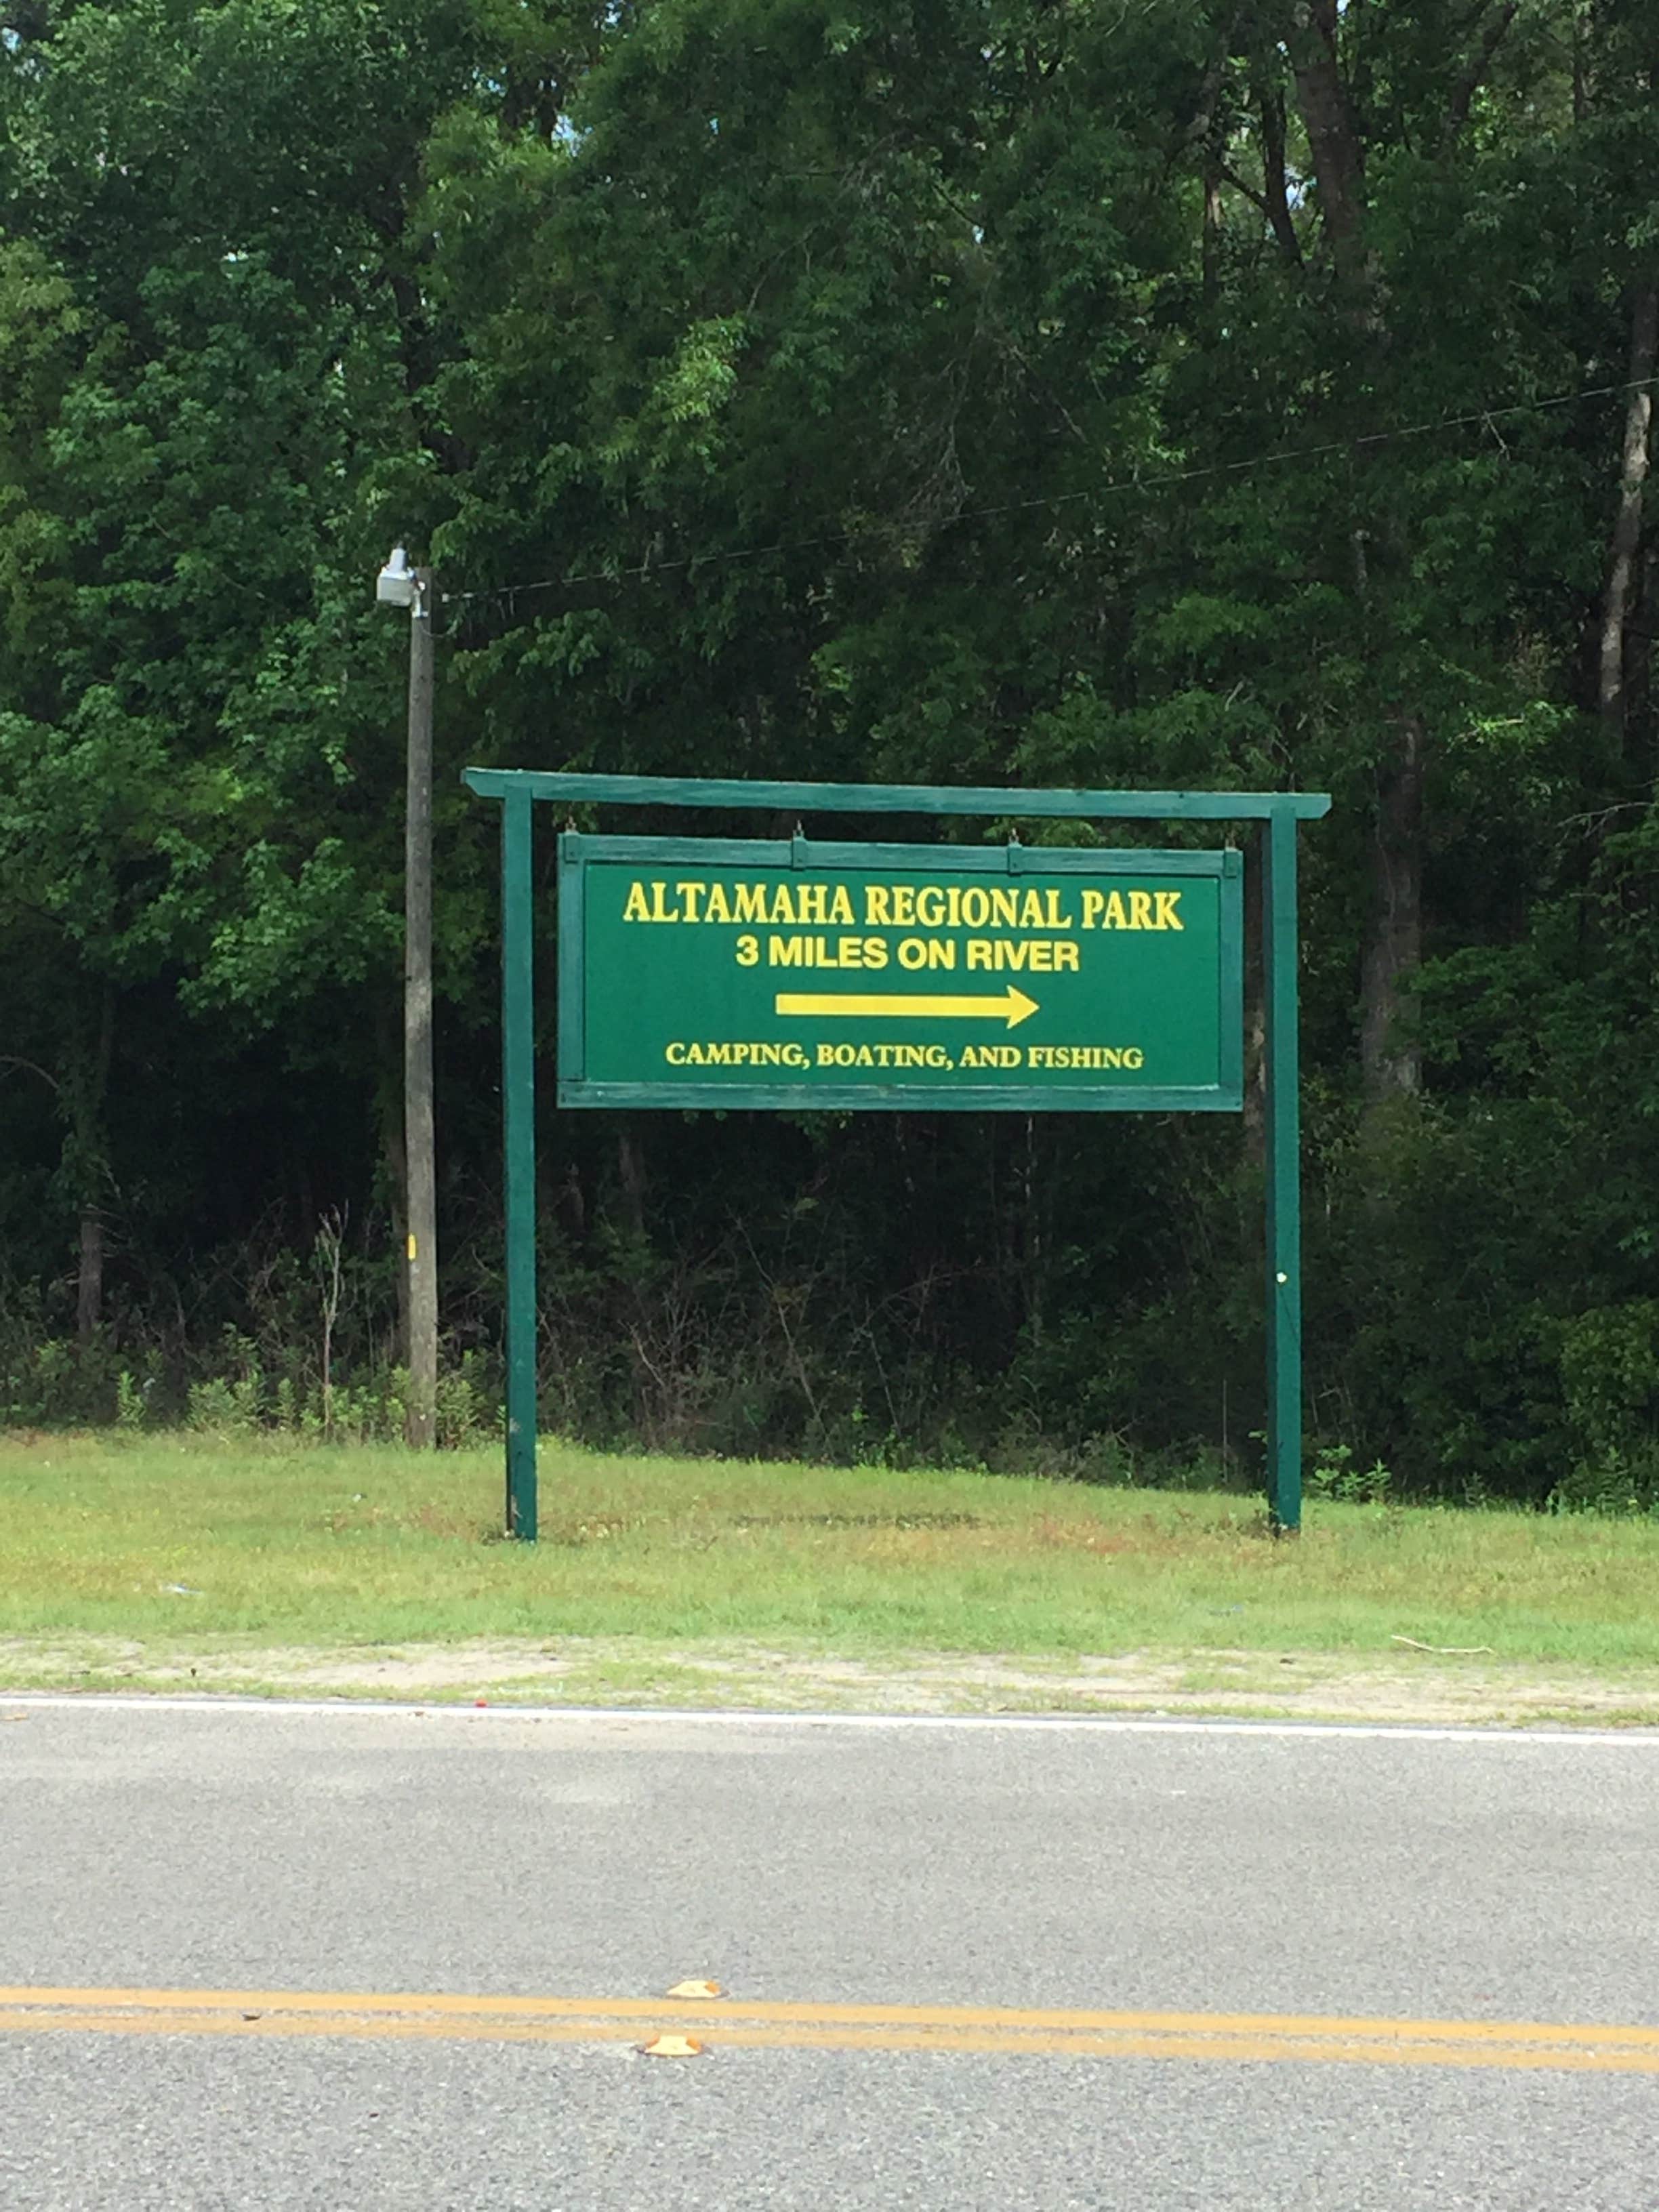 ALTAMAHA REGIONAL PARK
3 MILES ON RIVER
CAMPING, BOATING, AND FISHING